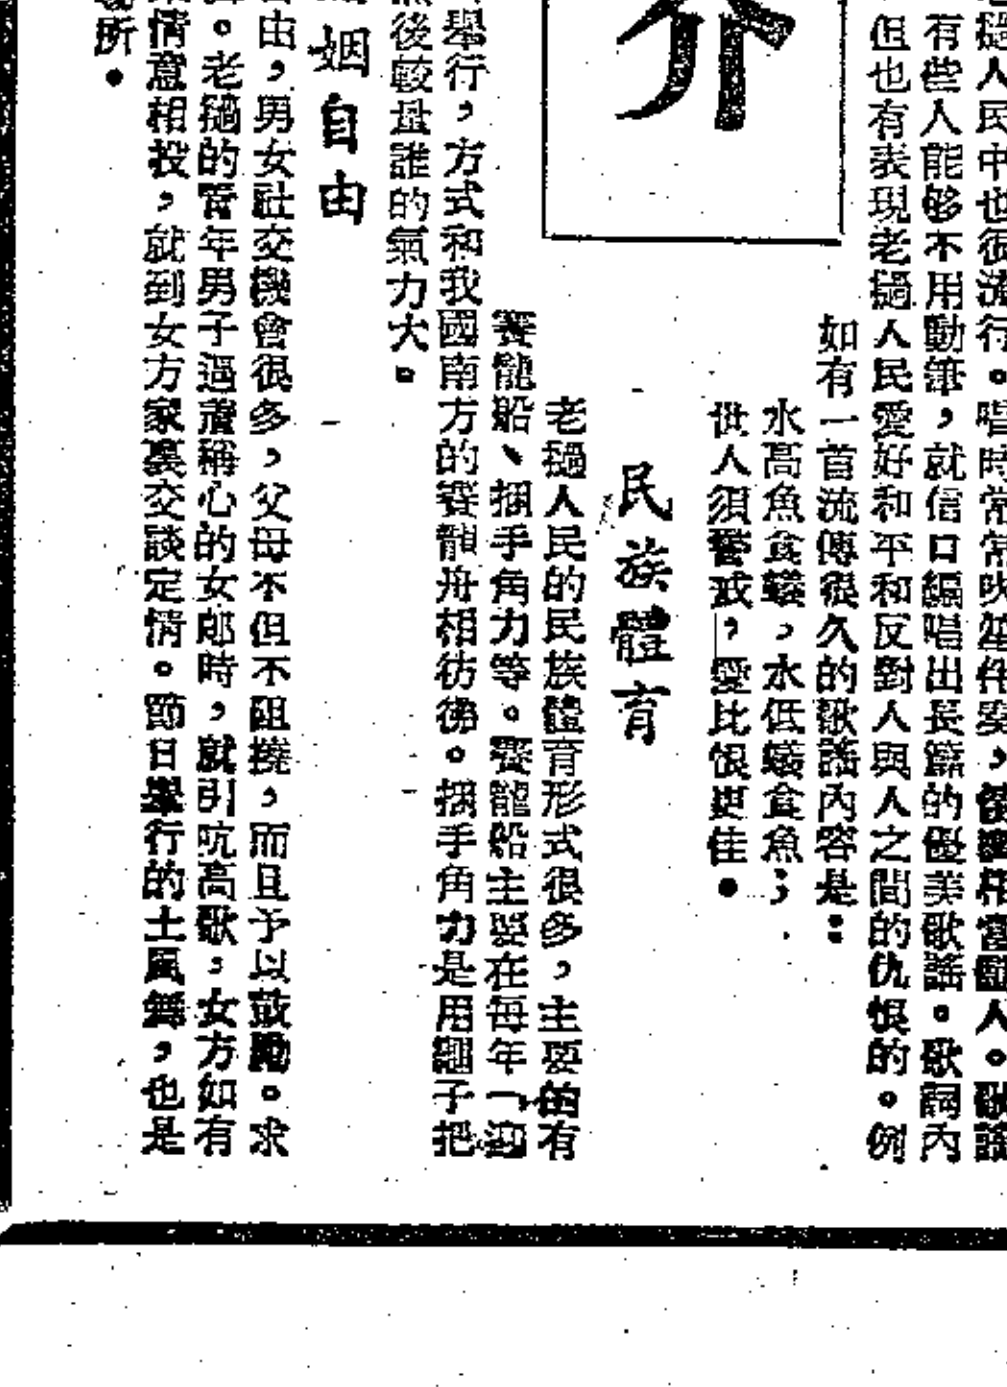 人民中也很流行。唱時常常吹笙伴奏,
有些人能够不用動筆,就信口編唱出長篇的優美歌謠。歌詞內
但也有表現老撾人民愛好和平和反對人與人之間的仇恨的。例
如有一首流傳很久的歌謠內容是:
水高魚食蟻,水低蟻食魚;
世人須警戒,愛比恨更佳。
介
民族體育
老撾人民的民族體育形式很多,主要的有
賽龍船、捆手角力等。賽龍船主要在每年「迎
舉行,方式和我國南方的賽龍舟相彷彿。捆手角力是用繩子把
然後較量誰的氣力大。
姻自由
由,男女社交機會很多,父母不但不阻撓,而且予以鼓勵。求
。老撾的青年男子遇着稱心的女郎時,就引吭高歌,女方如有
情意相投,就到女方家裏交談定情。節日舉行的土風舞,也是
場所。